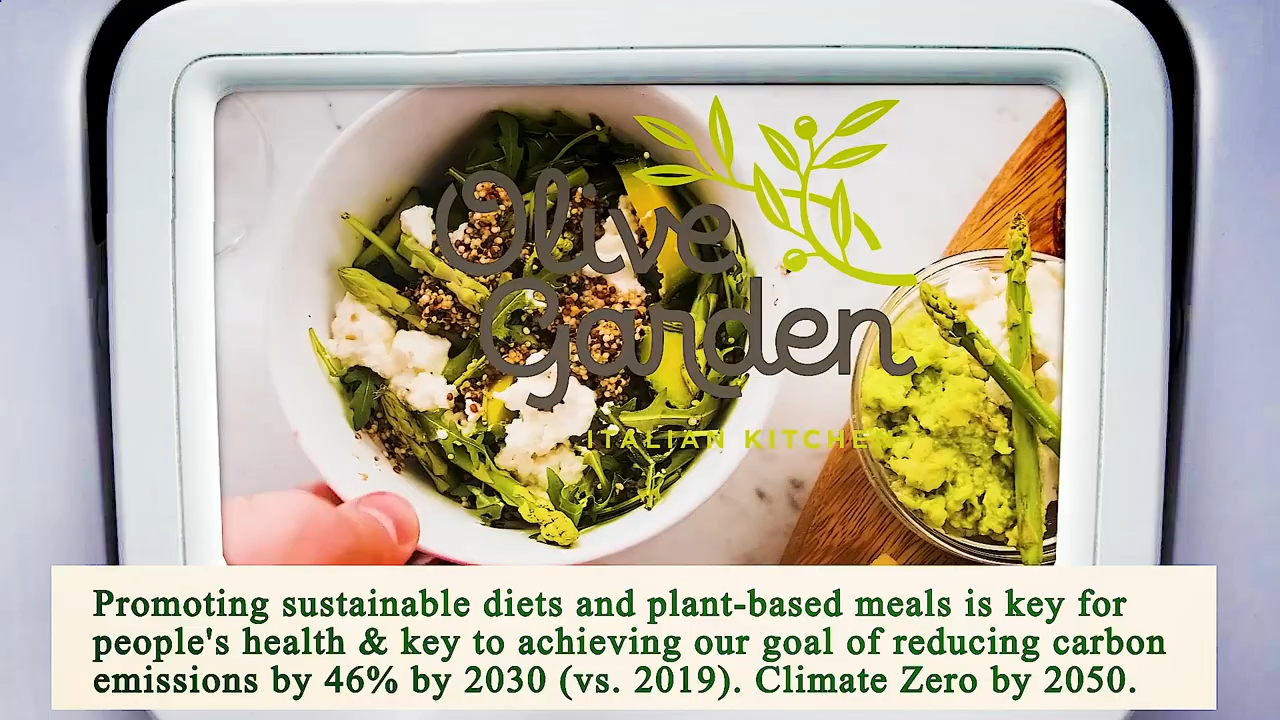 Olive
Garden
ITALIAN KITCHEN
Promoting sustainable diets and plant-based meals is key for
people's health & key to achieving our goal of reducing carbon
emissions by 46% by 2030 (vs. 2019). Climate Zero by 2050.